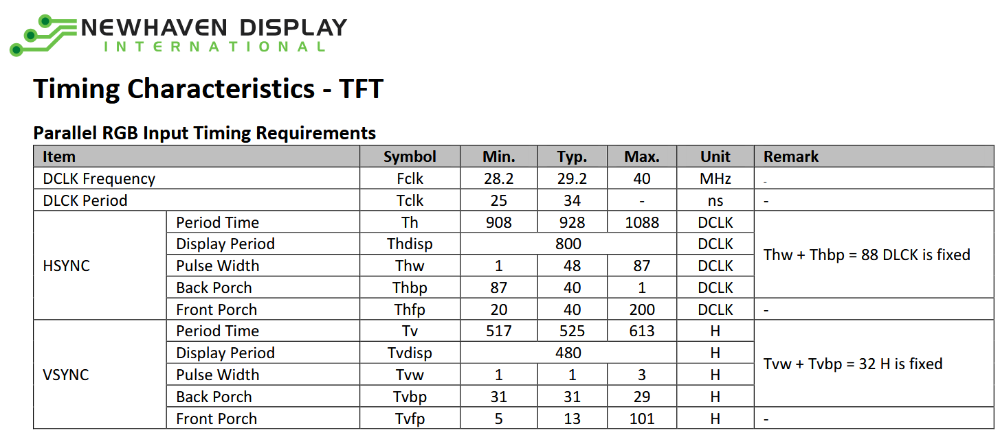 NEWHAVEN DISPLAY
INTERNATIONAL
Timing Characteristics - TFT
Parallel RGB Input Timing Requirements
Item Symbol Min. Typ. Max. Unit Remark
DCLK Frequency Fclk 28.2 29.2 40 MHz -
DLCK Period Tclk 25 34 - ns -
HSYNC
Period Time Th 908 928 1088 DCLK
Display Period Thdisp 800 DCLK
Pulse Width Thw 1 48 87 DCLK
Back Porch Thbp 87 40 1 DCLK
Thw + Thbp = 88 DLCK is fixed
Front Porch Thfp 20 40 200 DCLK -
VSYNC
Period Time Tv 517 525 613 H
Display Period Tvdisp 480 H
Pulse Width Tvw 1 1 3 H
Back Porch Tvbp 31 31 29 H
Tvw + Tvbp = 32 H is fixed
Front Porch Tvfp 5 13 101 H -